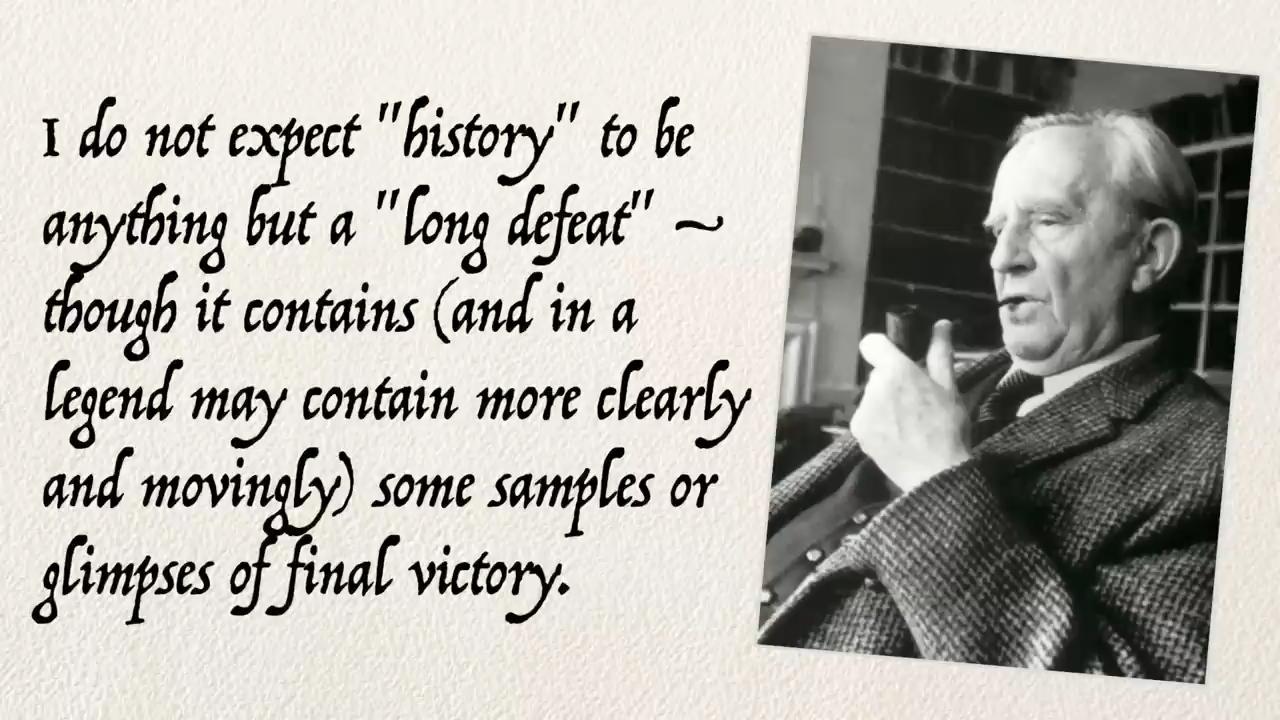 I do not expect "history" to be
anything but a "long defeat" ~
though it contains (and in a
legend may contain more clearly
and movingly) some samples or
glimpses of final victory.